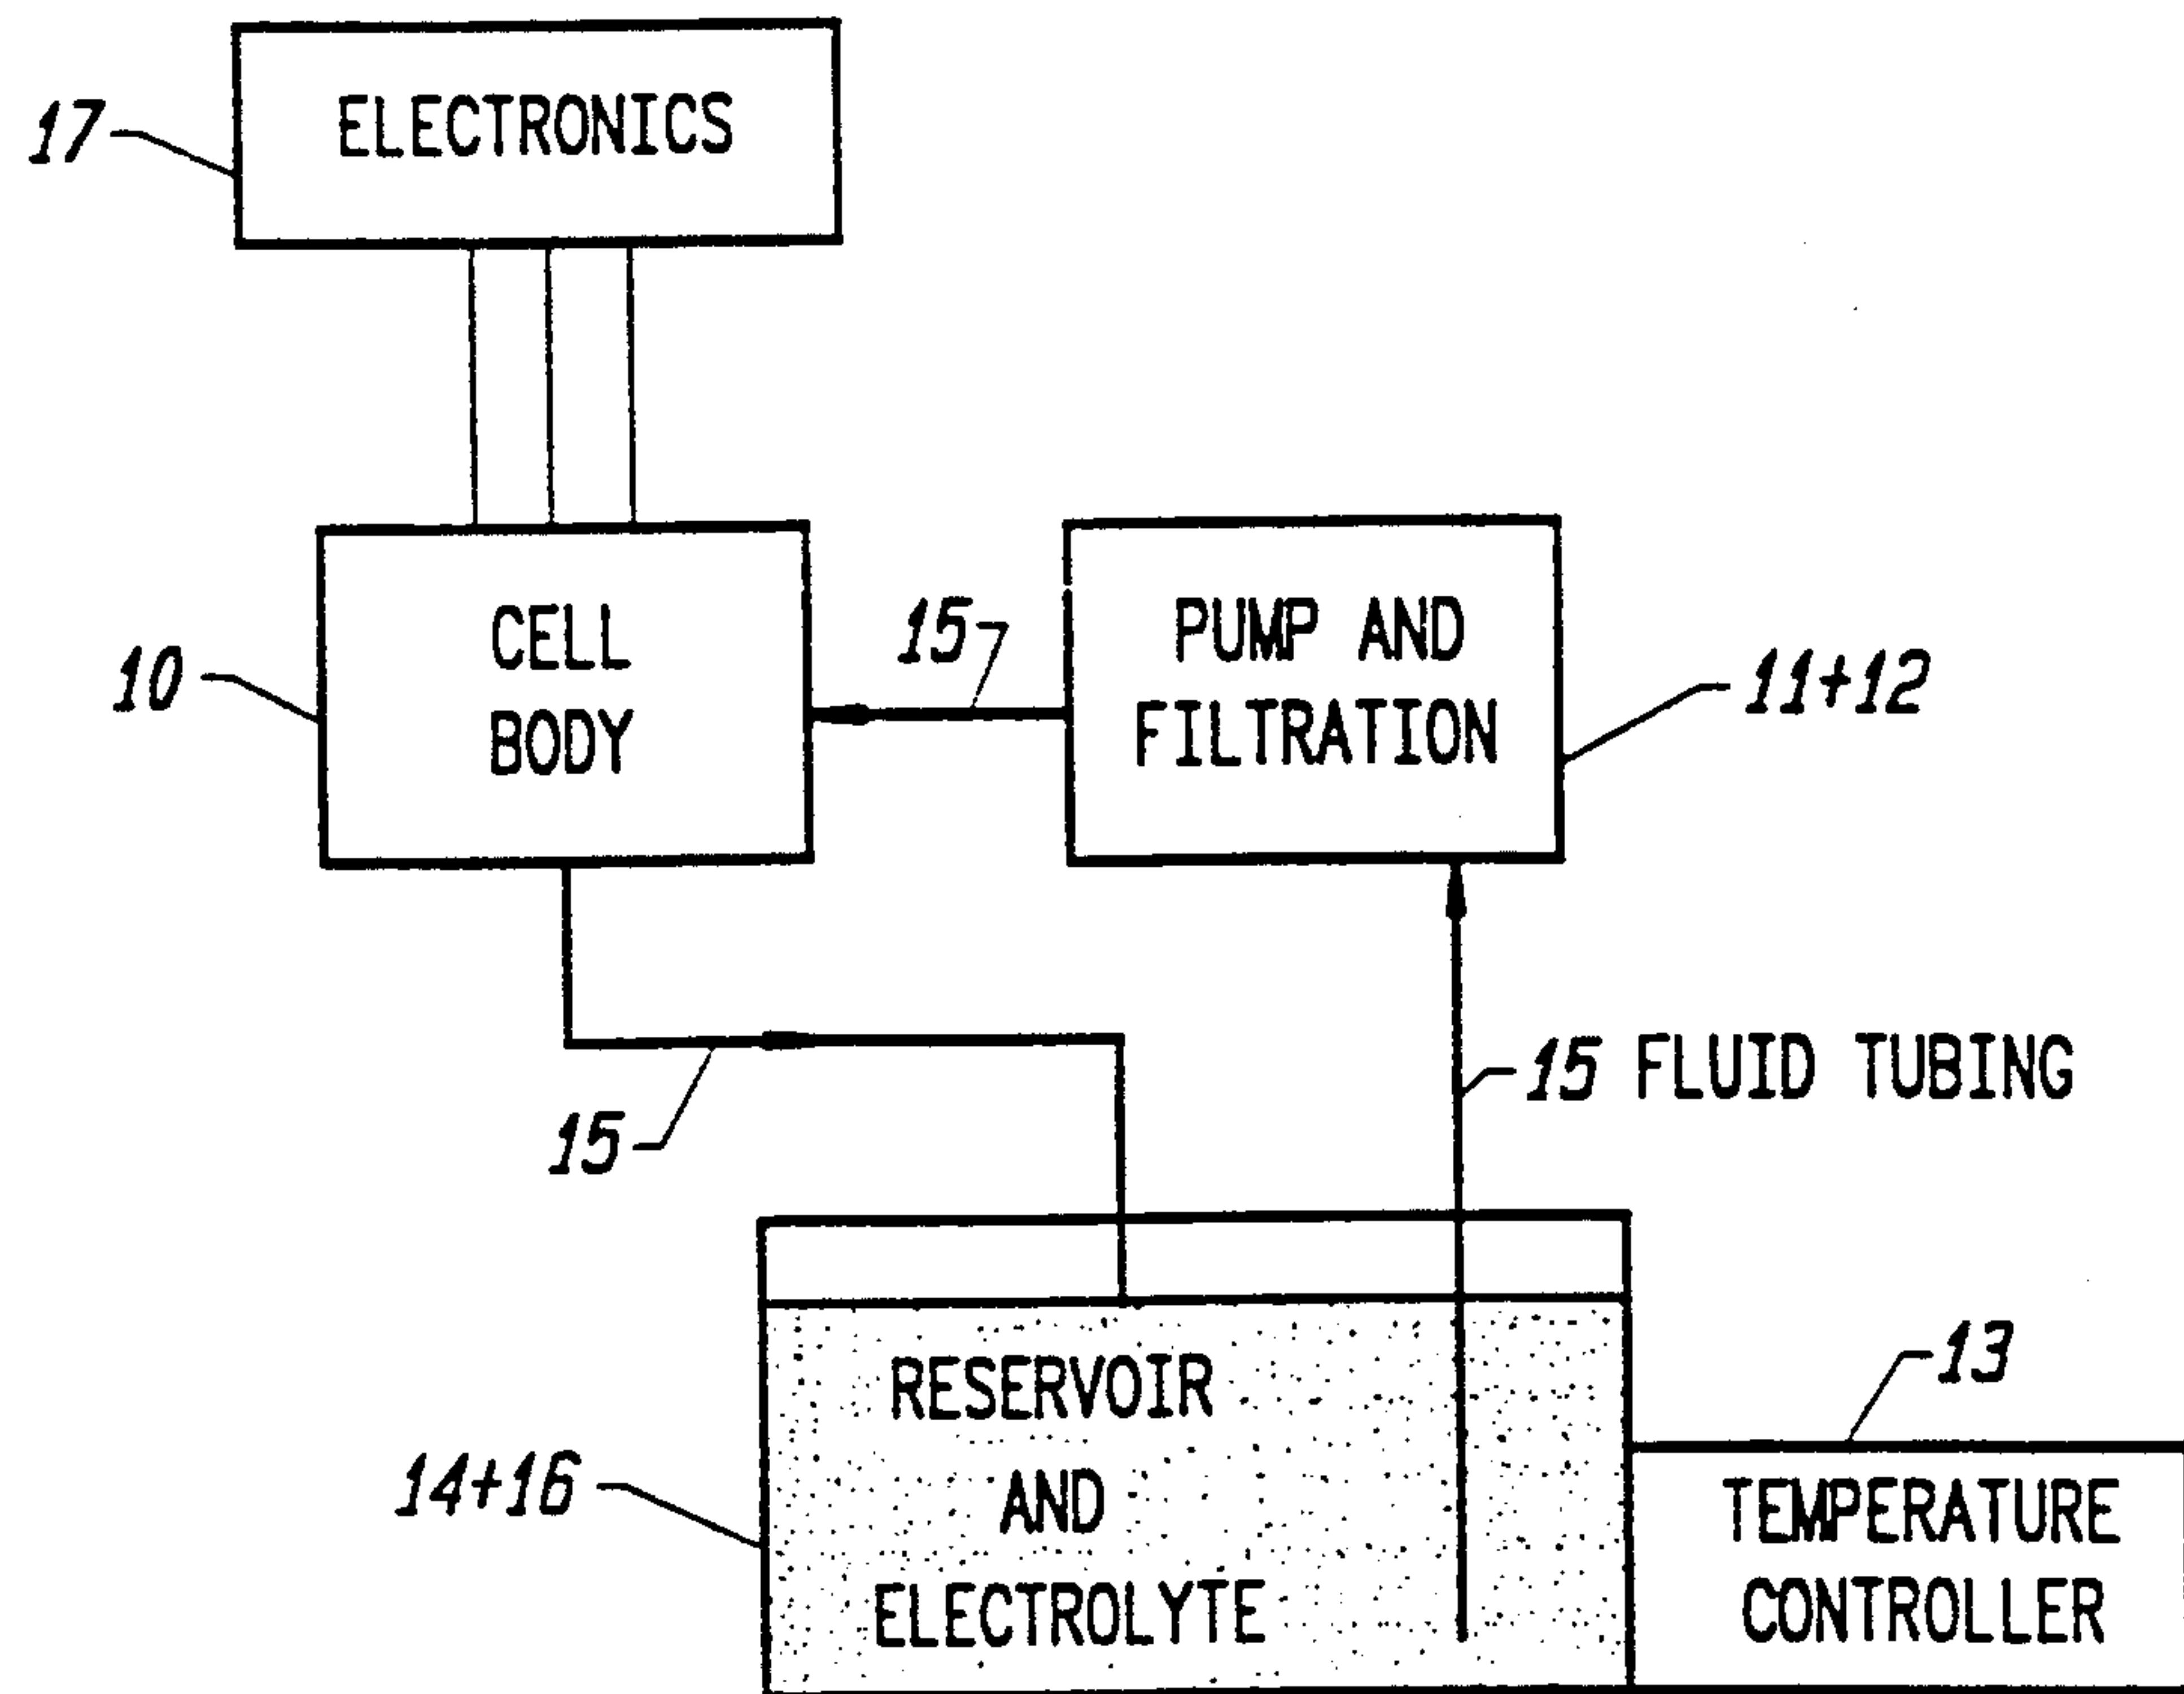 17
ELECTRONICS
CELL
BODY
10
15
PUMP AND
FILTRATION
11+12
15
15 FLUID TUBING
RESERVOIR
AND
ELECTROLYTE
14+16
13
TEMPERATURE
CONTROLLER